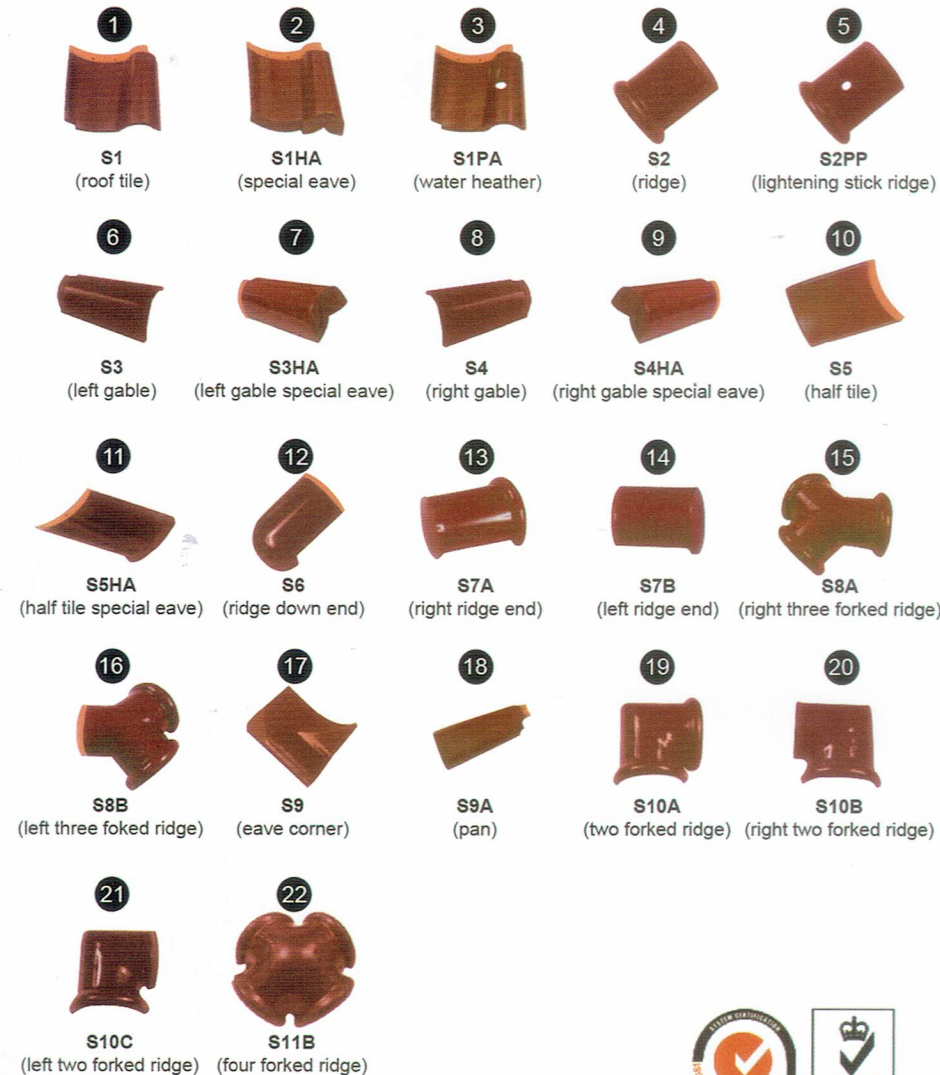 1 2 3 4 5
S1 S1HA S1PA S2 S2PP
(roof tile) (special eave) (water heather) (ridge) (lightening stick ridge)
6 7 8 9 10
S3 S3HA S4 S4HA S5
(left gable) (left gable special eave) (right gable) (right gable special eave) (half tile)
11 12 13 14 15
S5HA S6 S7A S7B S8A
(half tile special eave) (ridge down end) (right ridge end) (left ridge end) (right three forked ridge)
16 17 18 19 20
S8B S9 S9A S10A S10B
(left three foked ridge) (eave corner) (pan) (two forked ridge) (right two forked ridge)
21 22
S10C S11B
(left two forked ridge) (four forked ridge)
SYSTEM CERTIFICATION